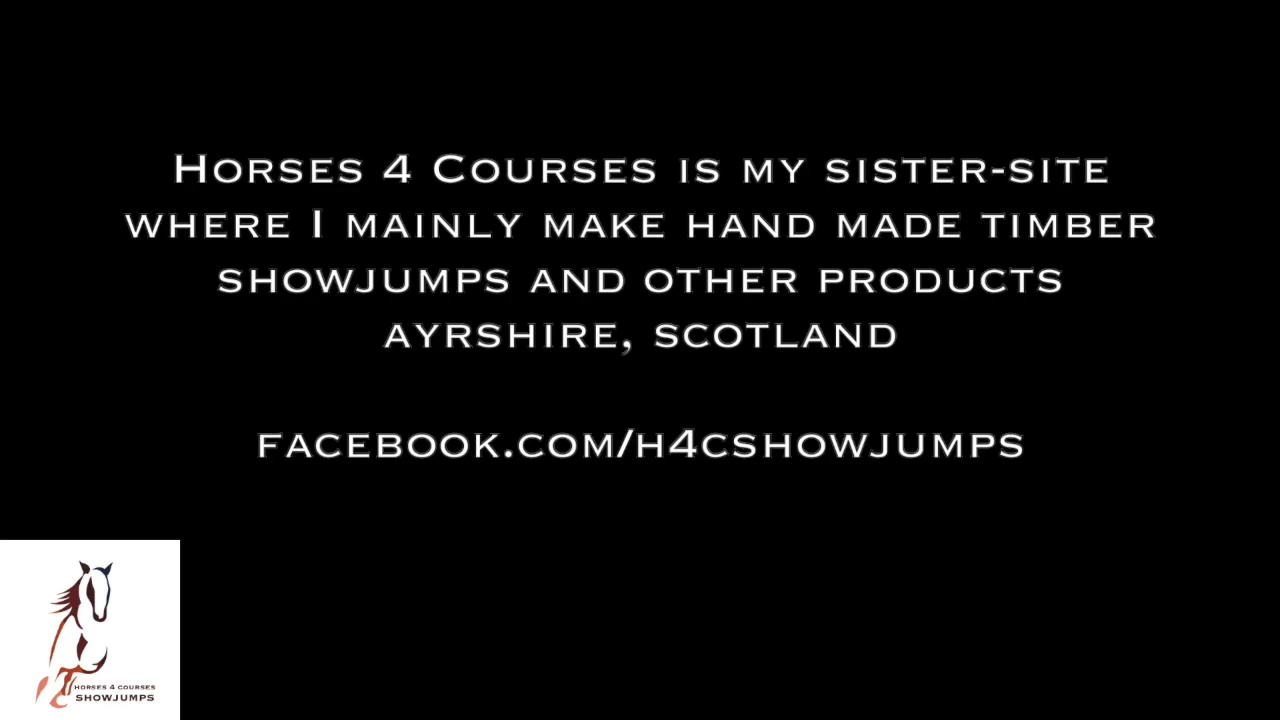 Horses 4 Courses is my sister-site
where I mainly make hand made timber
showjumps and other products
ayrshire, scotland
facebook.com/h4cshowjumps
HORSES 4 COURSES
SHOWJUMPS